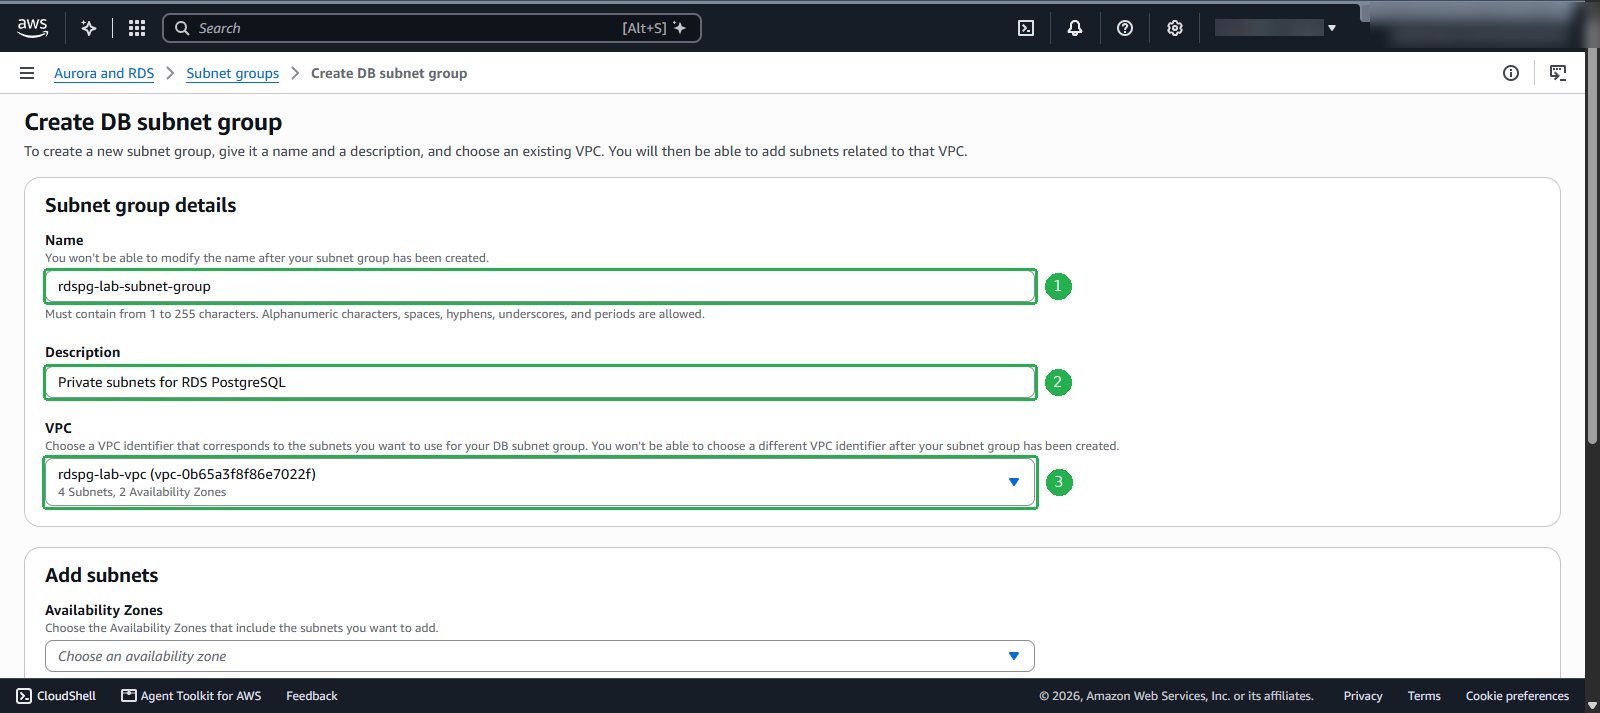 aws
Search
[Alt+S]
Aurora and RDS
Subnet groups
Create DB subnet group
Create DB subnet group
To create a new subnet group, give it a name and a description, and choose an existing VPC. You will then be able to add subnets related to that VPC.
Subnet group details
Name
You won't be able to modify the name after your subnet group has been created.
rdspg-lab-subnet-group
1
Must contain from 1 to 255 characters. Alphanumeric characters, spaces, hyphens, underscores, and periods are allowed.
Description
Private subnets for RDS PostgreSQL
2
VPC
Choose a VPC identifier that corresponds to the subnets you want to use for your DB subnet group. You won't be able to choose a different VPC identifier after your subnet group has been created.
rdspg-lab-vpc (vpc-0b65a3f8f86e7022f)
4 Subnets, 2 Availability Zones
3
Add subnets
Availability Zones
Choose the Availability Zones that include the subnets you want to add.
Choose an availability zone
CloudShell
Agent Toolkit for AWS
Feedback
© 2026, Amazon Web Services, Inc. or its affiliates.
Privacy
Terms
Cookie preferences